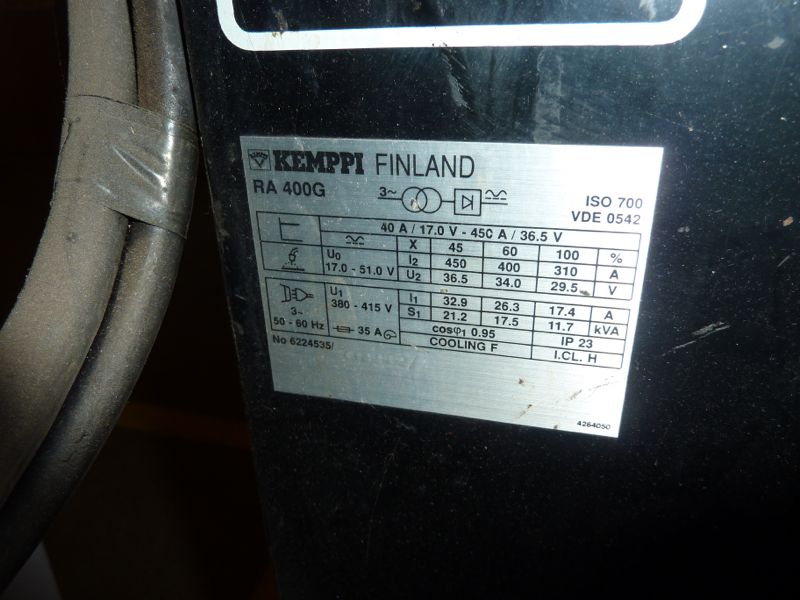 KEMPPI FINLAND
RA 400G
3~
ISO 700
VDE 0542
40 A / 17.0 V - 450 A / 36.5 V
X 45 60 100 %
U0 I2 450 400 310 A
17.0 - 51.0 V U2 36.5 34.0 29.5 V
U1 I1 32.9 26.3 17.4 A
380 - 415 V S1 21.2 17.5 11.7 kVA
3~
50 - 60 Hz 35 A cosφ1 0.95 IP 23
COOLING F I.CL. H
No 6224535/
4264050